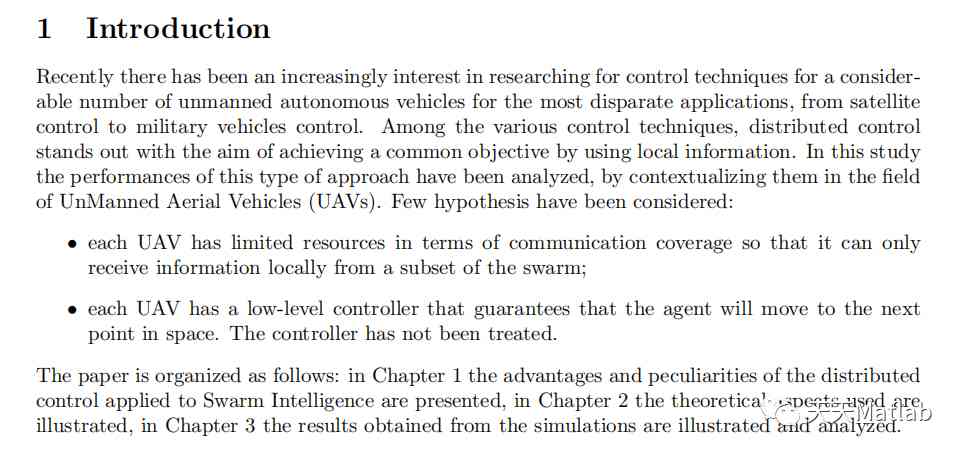 1 Introduction
Recently there has been an increasingly interest in researching for control techniques for a consider-
able number of unmanned autonomous vehicles for the most disparate applications, from satellite
control to military vehicles control. Among the various control techniques, distributed control
stands out with the aim of achieving a common objective by using local information. In this study
the performances of this type of approach have been analyzed, by contextualizing them in the field
of UnManned Aerial Vehicles (UAVs). Few hypothesis have been considered:
• each UAV has limited resources in terms of communication coverage so that it can only
receive information locally from a subset of the swarm;
• each UAV has a low-level controller that guarantees that the agent will move to the next
point in space. The controller has not been treated.
The paper is organized as follows: in Chapter 1 the advantages and peculiarities of the distributed
control applied to Swarm Intelligence are presented, in Chapter 2 the theoretical aspects used are
illustrated, in Chapter 3 the results obtained from the simulations are illustrated and analyzed.
天天Matlab